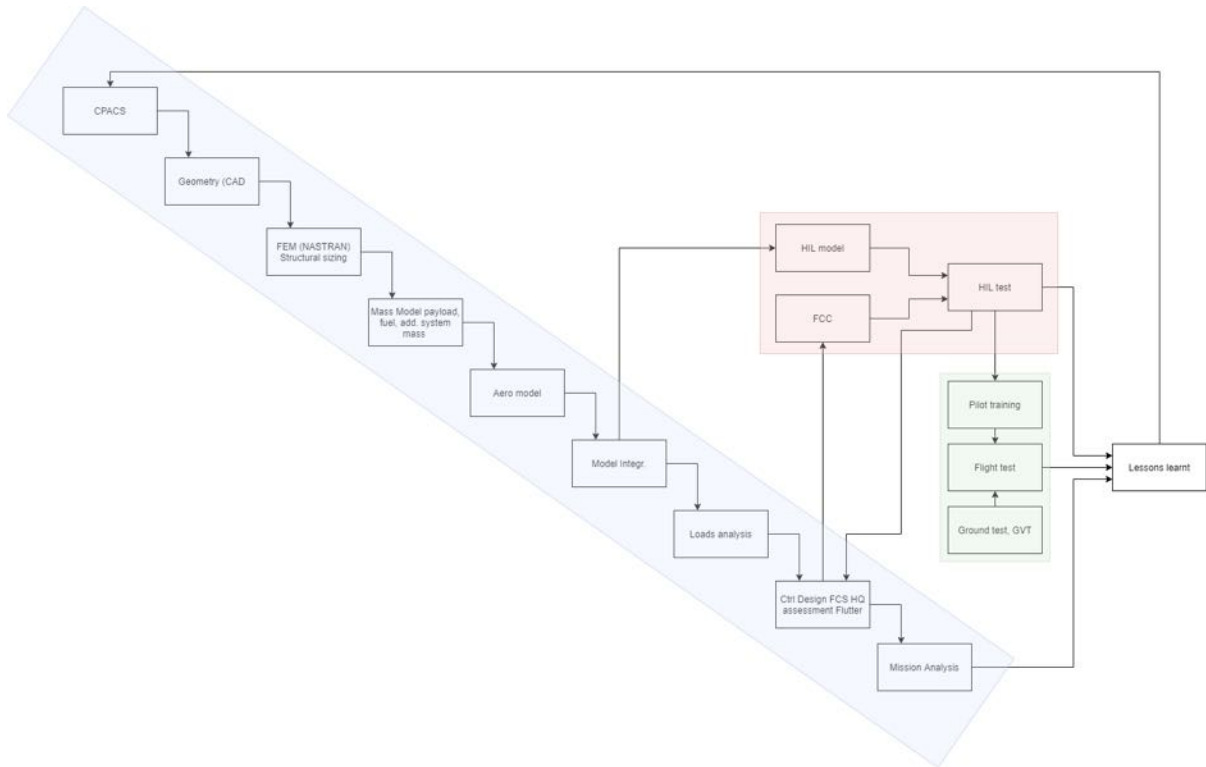 CPACS
Geometry (CAD
FEM (NASTRAN)
Structural sizing
Mass Model payload,
fuel, add. system
mass
Aero model
Model Integr.
Loads analysis
Ctrl Design FCS HQ
assessment Flutter
Mission Analysis
HIL model
FCC
HIL test
Pilot training
Flight test
Ground test, GVT
Lessons learnt